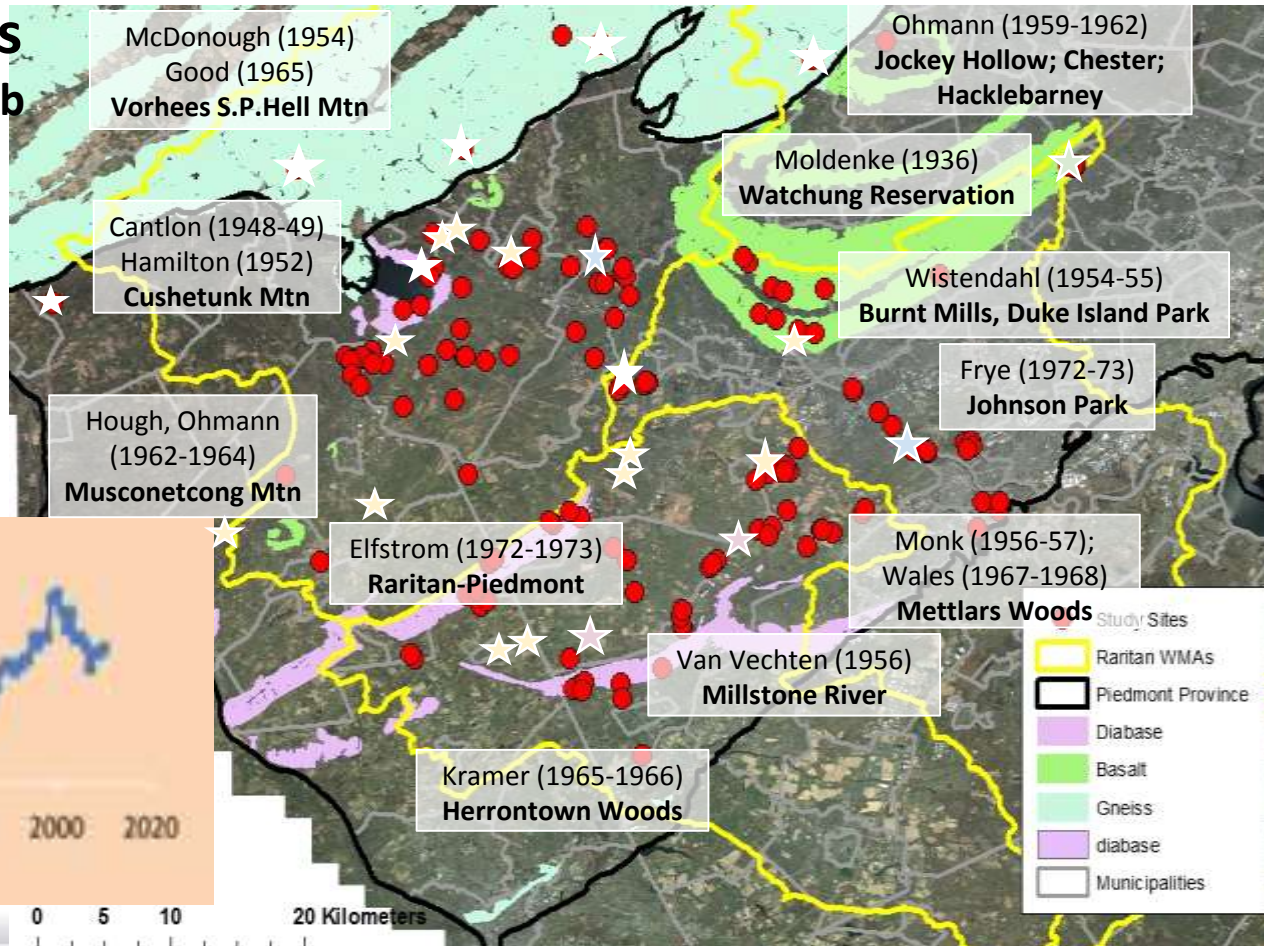 S
b
McDonough (1954)
Good (1965)
Vorhees S.P.Hell Mtn
Ohmann (1959-1962)
Jockey Hollow; Chester;
Hacklebarney
Moldenke (1936)
Watchung Reservation
Cantlon (1948-49)
Hamilton (1952)
Cushetunk Mtn
Wistendahl (1954-55)
Burnt Mills, Duke Island Park
Frye (1972-73)
Johnson Park
Hough, Ohmann
(1962-1964)
Musconetcong Mtn
Elfstrom (1972-1973)
Raritan-Piedmont
Monk (1956-57);
Wales (1967-1968)
Mettlars Woods
Van Vechten (1956)
Millstone River
Kramer (1965-1966)
Herrontown Woods
Study Sites
Raritan WMAs
Piedmont Province
Diabase
Basalt
Gneiss
diabase
Municipalities
2000 2020
0 5 10 20 Kilometers